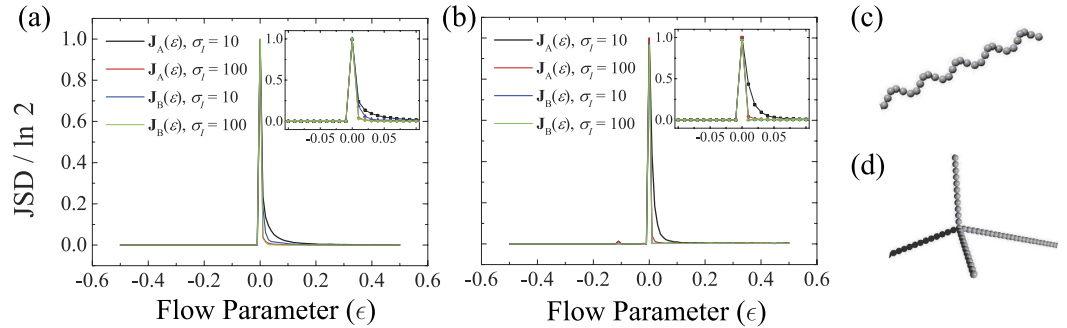 (a)
JSD / ln 2
1.0
0.8
0.6
0.4
0.2
0.0
J_A(ε), σ_I = 10
J_A(ε), σ_I = 100
J_B(ε), σ_I = 10
J_B(ε), σ_I = 100
1.0
0.5
0.0
-0.05 0.00 0.05
-0.6 -0.4 -0.2 0.0 0.2 0.4 0.6
Flow Parameter (ϵ)
(b)
J_A(ε), σ_I = 10
J_A(ε), σ_I = 100
J_B(ε), σ_I = 10
J_B(ε), σ_I = 100
1.0
0.5
0.0
-0.05 0.00 0.05
-0.6 -0.4 -0.2 0.0 0.2 0.4 0.6
Flow Parameter (ϵ)
(c)
(d)